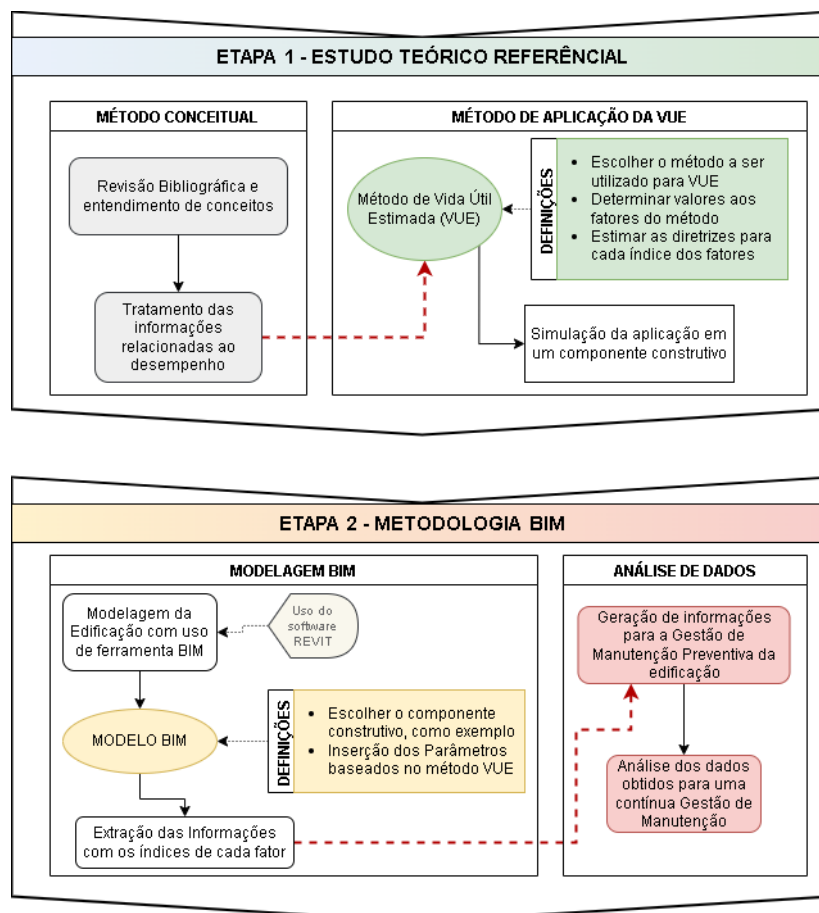 ETAPA 1 - ESTUDO TEÓRICO REFERÊNCIAL
MÉTODO CONCEITUAL
Revisão Bibliográfica e
entendimento de conceitos
Tratamento das
informações
relacionadas ao
desempenho
MÉTODO DE APLICAÇÃO DA VUE
Método de Vida Útil
Estimada (VUE)
DEFINIÇÕES
• Escolher o método a ser
utilizado para VUE
• Determinar valores aos
fatores do método
• Estimar as diretrizes para
cada índice dos fatores
Simulação da aplicação em
um componente construtivo
ETAPA 2 - METODOLOGIA BIM
MODELAGEM BIM
Modelagem da
Edificação com uso
de ferramenta BIM
Uso do
software
REVIT
MODELO BIM
DEFINIÇÕES
• Escolher o componente
construtivo, como exemplo
• Inserção dos Parâmetros
baseados no método VUE
Extração das Informações
com os índices de cada fator
ANÁLISE DE DADOS
Geração de informações
para a Gestão de
Manutenção Preventiva da
edificação
Análise dos dados
obtidos para uma
contínua Gestão de
Manutenção